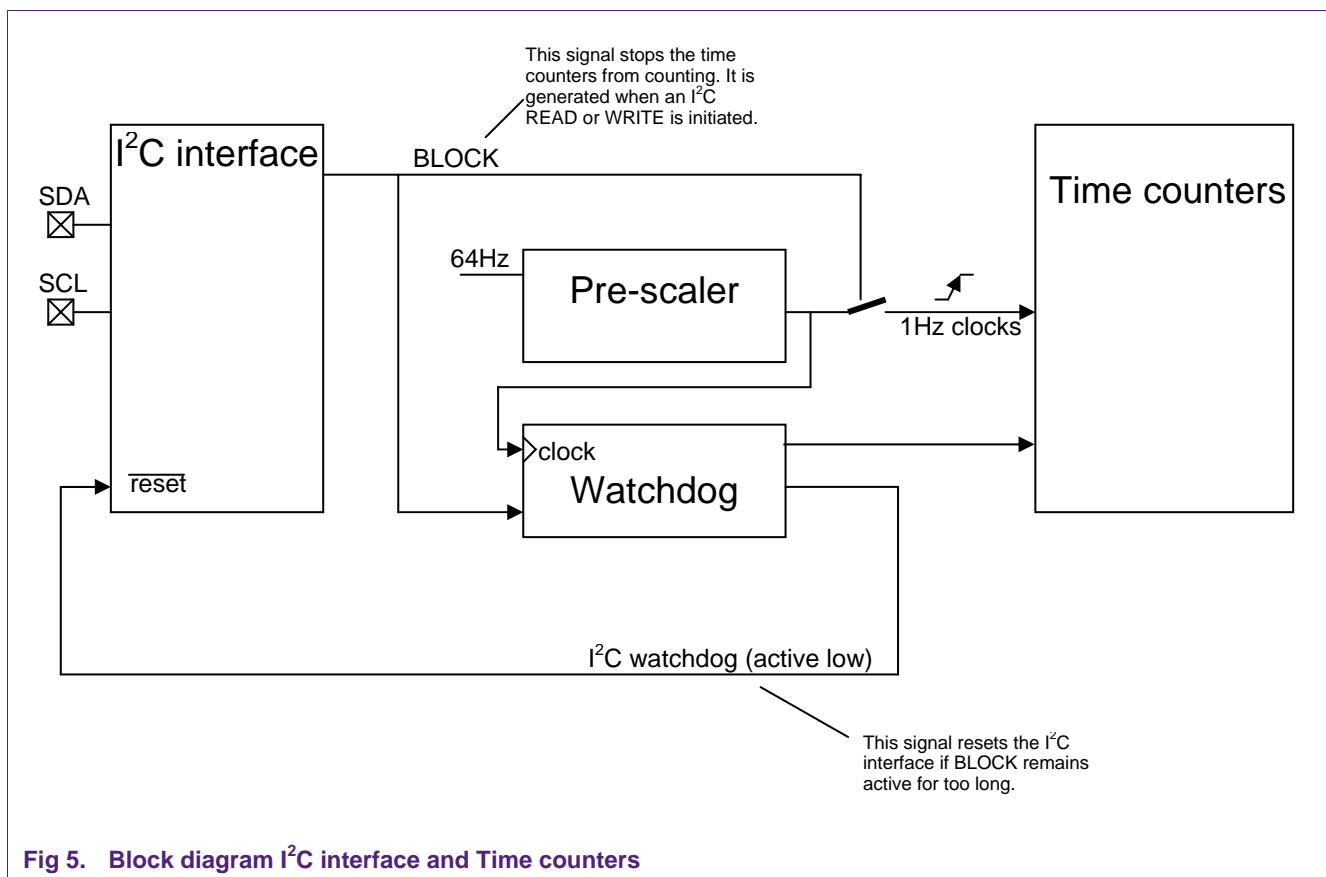 This signal stops the time
counters from counting. It is
generated when an I²C
READ or WRITE is initiated.
I²C interface
BLOCK
Time counters
SDA
64Hz
Pre-scaler
SCL
1Hz clocks
clock
Watchdog
reset
I²C watchdog (active low)
This signal resets the I²C
interface if BLOCK remains
active for too long.
Fig 5. Block diagram I²C interface and Time counters